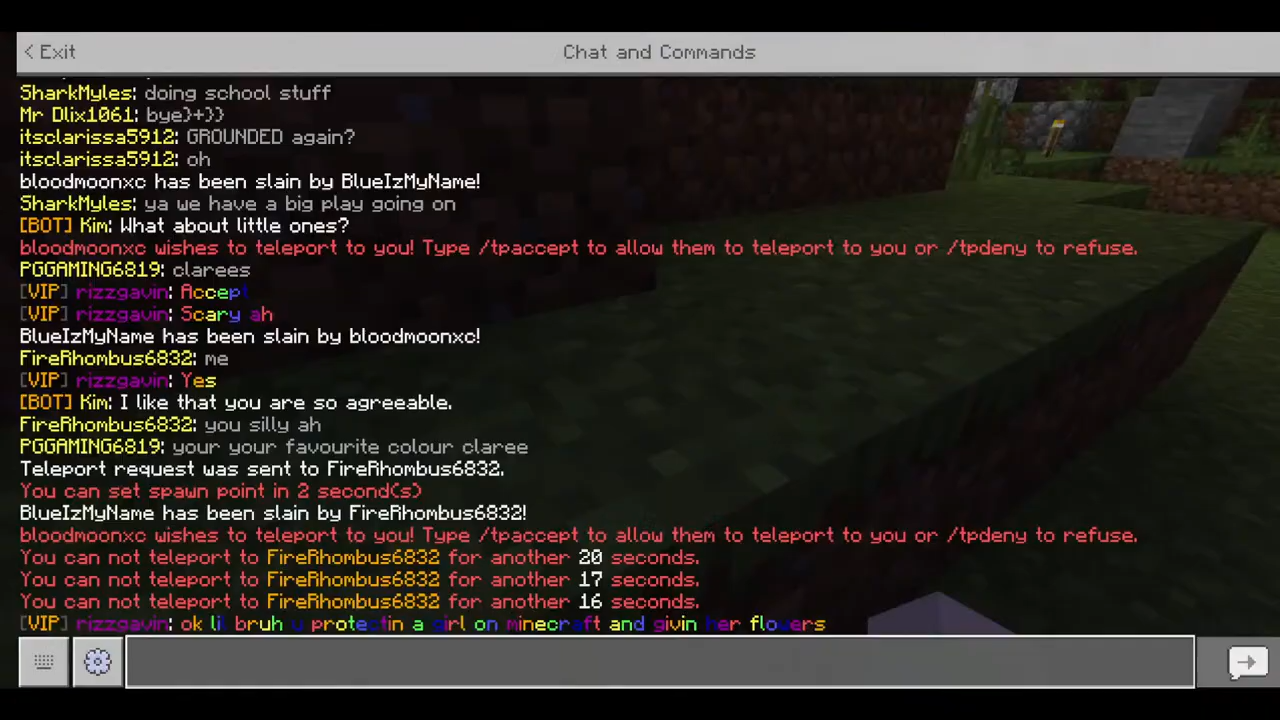 < Exit
Chat and Commands
SharkMyles: doing school stuff
Mr Dlix1061: bye}+}}
itsclarissa5912: GROUNDED again?
itsclarissa5912: oh
bloodmoonxc has been slain by BlueIzMyName!
SharkMyles: ya we have a big play going on
[BOT] Kim: What about little ones?
bloodmoonxc wishes to teleport to you! Type /tpaccept to allow them to teleport to you or /tpdeny to refuse.
PGGAMING6819: clarees
[VIP] rizzgavin: Accept
[VIP] rizzgavin: Scary ah
BlueIzMyName has been slain by bloodmoonxc!
FireRhombus6832: me
[VIP] rizzgavin: Yes
[BOT] Kim: I like that you are so agreeable.
FireRhombus6832: you silly ah
PGGAMING6819: your your favourite colour claree
Teleport request was sent to FireRhombus6832.
You can set spawn point in 2 second(s)
BlueIzMyName has been slain by FireRhombus6832!
bloodmoonxc wishes to teleport to you! Type /tpaccept to allow them to teleport to you or /tpdeny to refuse.
You can not teleport to FireRhombus6832 for another 20 seconds.
You can not teleport to FireRhombus6832 for another 17 seconds.
You can not teleport to FireRhombus6832 for another 16 seconds.
[VIP] rizzgavin: ok bruh u protectin a girl on minecraft and givin her flowers